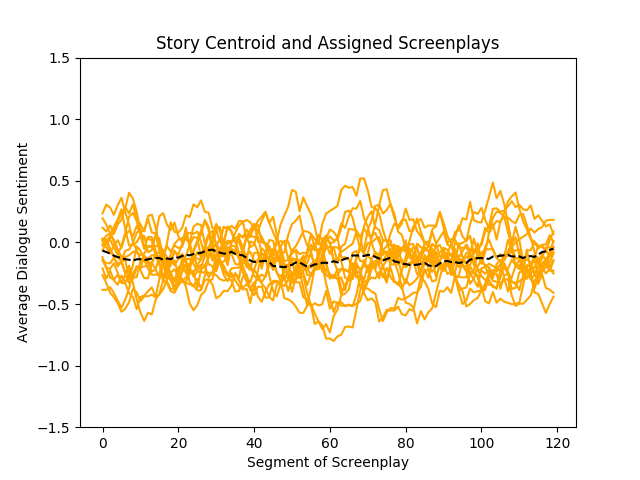 Story Centroid and Assigned Screenplays
1.5
1.0
0.5
0.0
−0.5
−1.0
−1.5
Average Dialogue Sentiment
0 20 40 60 80 100 120
Segment of Screenplay